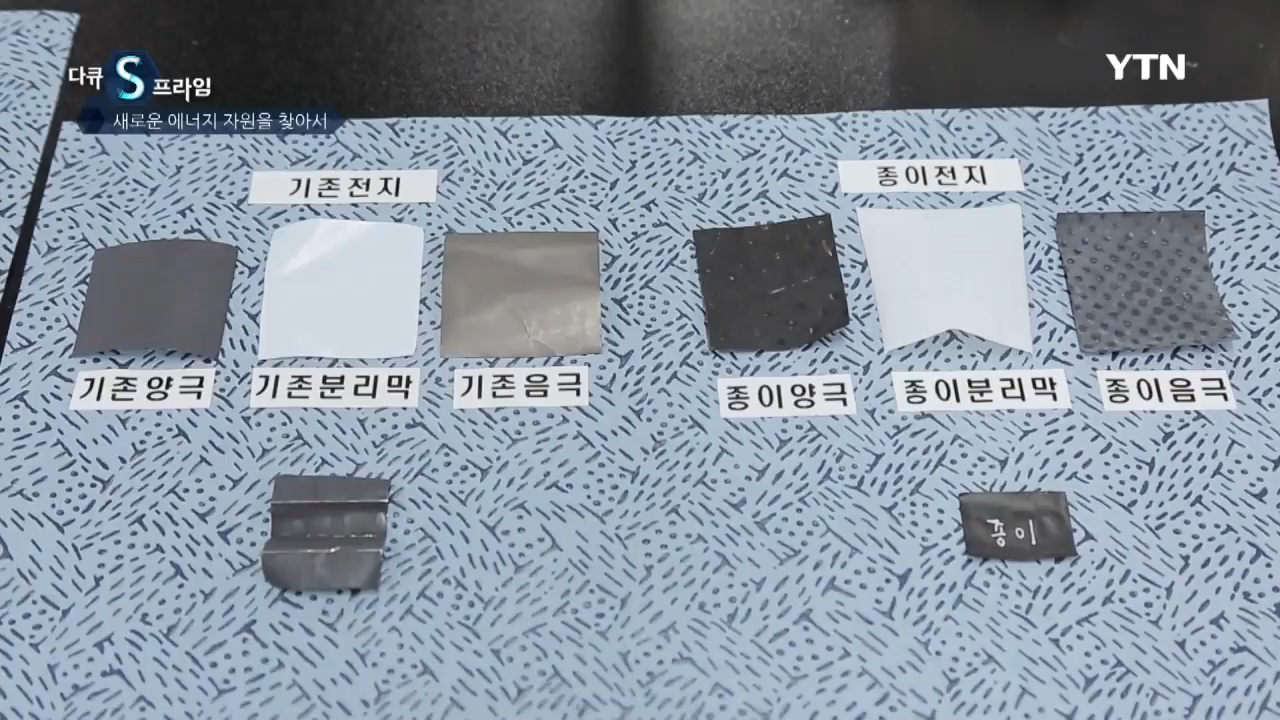 다큐 S 프라임
YTN
새로운 에너지 자원을 찾아서
기존전지
종이전지
기존양극
기존분리막
기존음극
종이양극
종이분리막
종이음극
종이